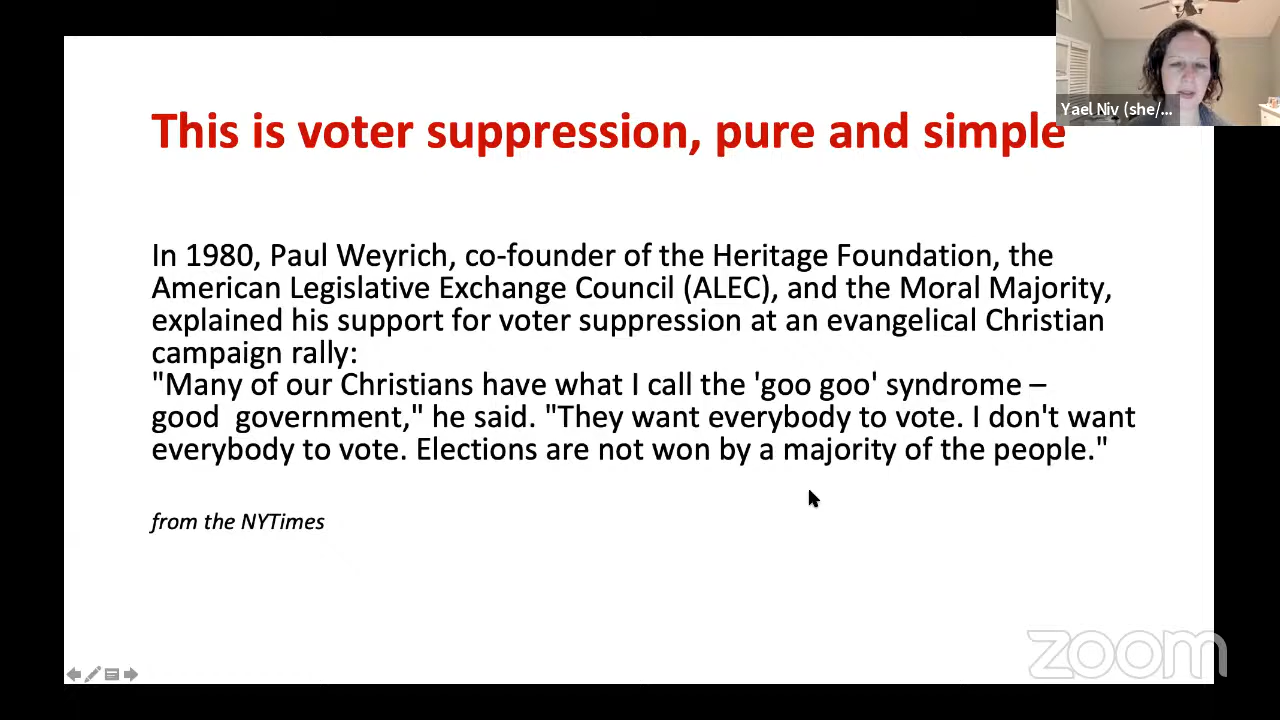 Yael Niv (she/...
This is voter suppression, pure and simple
In 1980, Paul Weyrich, co-founder of the Heritage Foundation, the
American Legislative Exchange Council (ALEC), and the Moral Majority,
explained his support for voter suppression at an evangelical Christian
campaign rally:
"Many of our Christians have what I call the 'goo goo' syndrome –
good  government," he said. "They want everybody to vote. I don't want
everybody to vote. Elections are not won by a majority of the people."
from the NYTimes
zoom